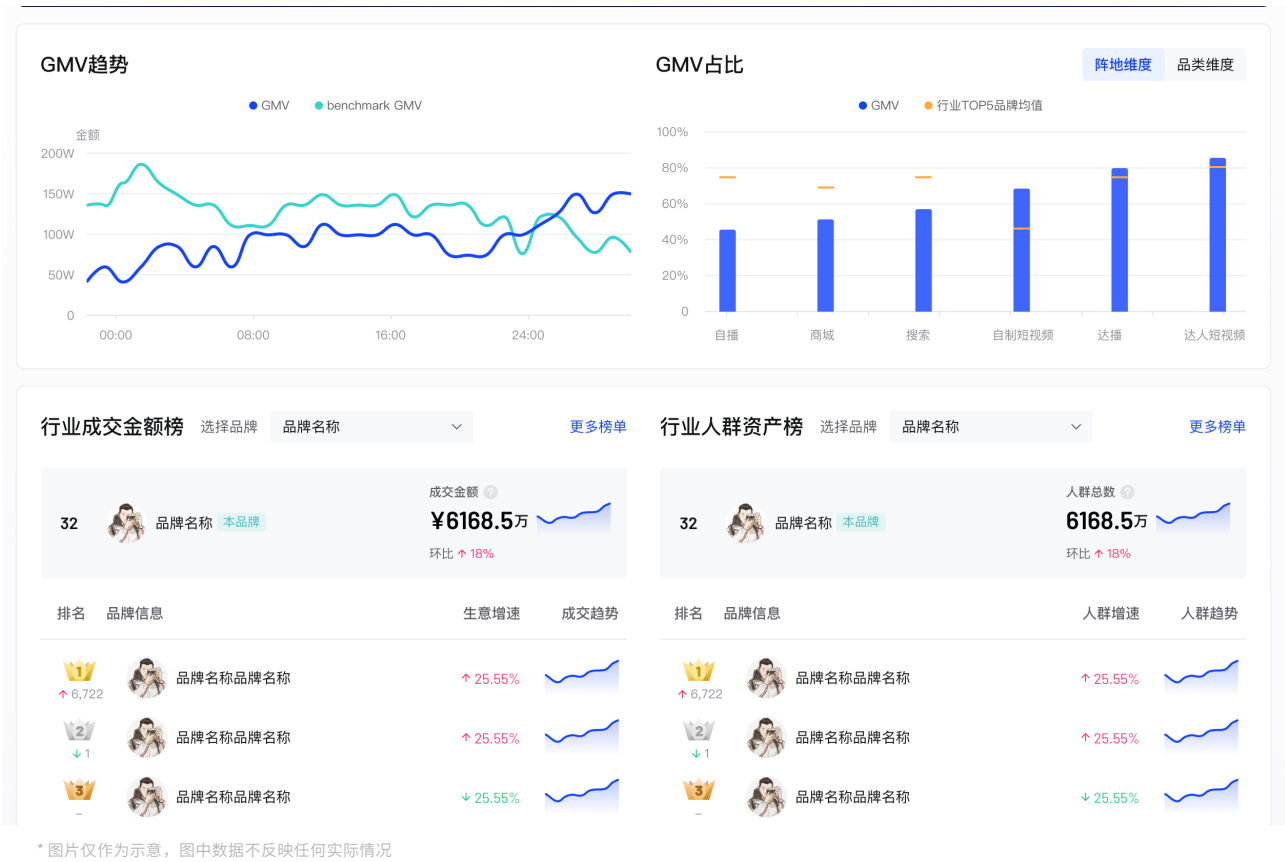 GMV趋势
GMV benchmark GMV
金额
200W
150W
100W
50W
0
00:00 08:00 16:00 24:00
GMV占比
阵地维度 品类维度
GMV 行业TOP5品牌均值
100%
80%
60%
40%
20%
0
自播 商城 搜索 自制短视频 达播 达人短视频
行业成交金额榜 选择品牌 品牌名称 更多榜单
32 品牌名称 本品牌
成交金额 ?
¥6168.5万
环比 ↑ 18%
排名 品牌信息 生意增速 成交趋势
1 品牌名称品牌名称 ↑ 25.55%
↑ 6,722
2 品牌名称品牌名称 ↑ 25.55%
↓ 1
3 品牌名称品牌名称 ↓ 25.55%
–
行业人群资产榜 选择品牌 品牌名称 更多榜单
32 品牌名称 本品牌
人群总数 ?
6168.5万
环比 ↑ 18%
排名 品牌信息 人群增速 人群趋势
1 品牌名称品牌名称 ↑ 25.55%
↑ 6,722
2 品牌名称品牌名称 ↑ 25.55%
↓ 1
3 品牌名称品牌名称 ↓ 25.55%
–
* 图片仅作为示意，图中数据不反映任何实际情况